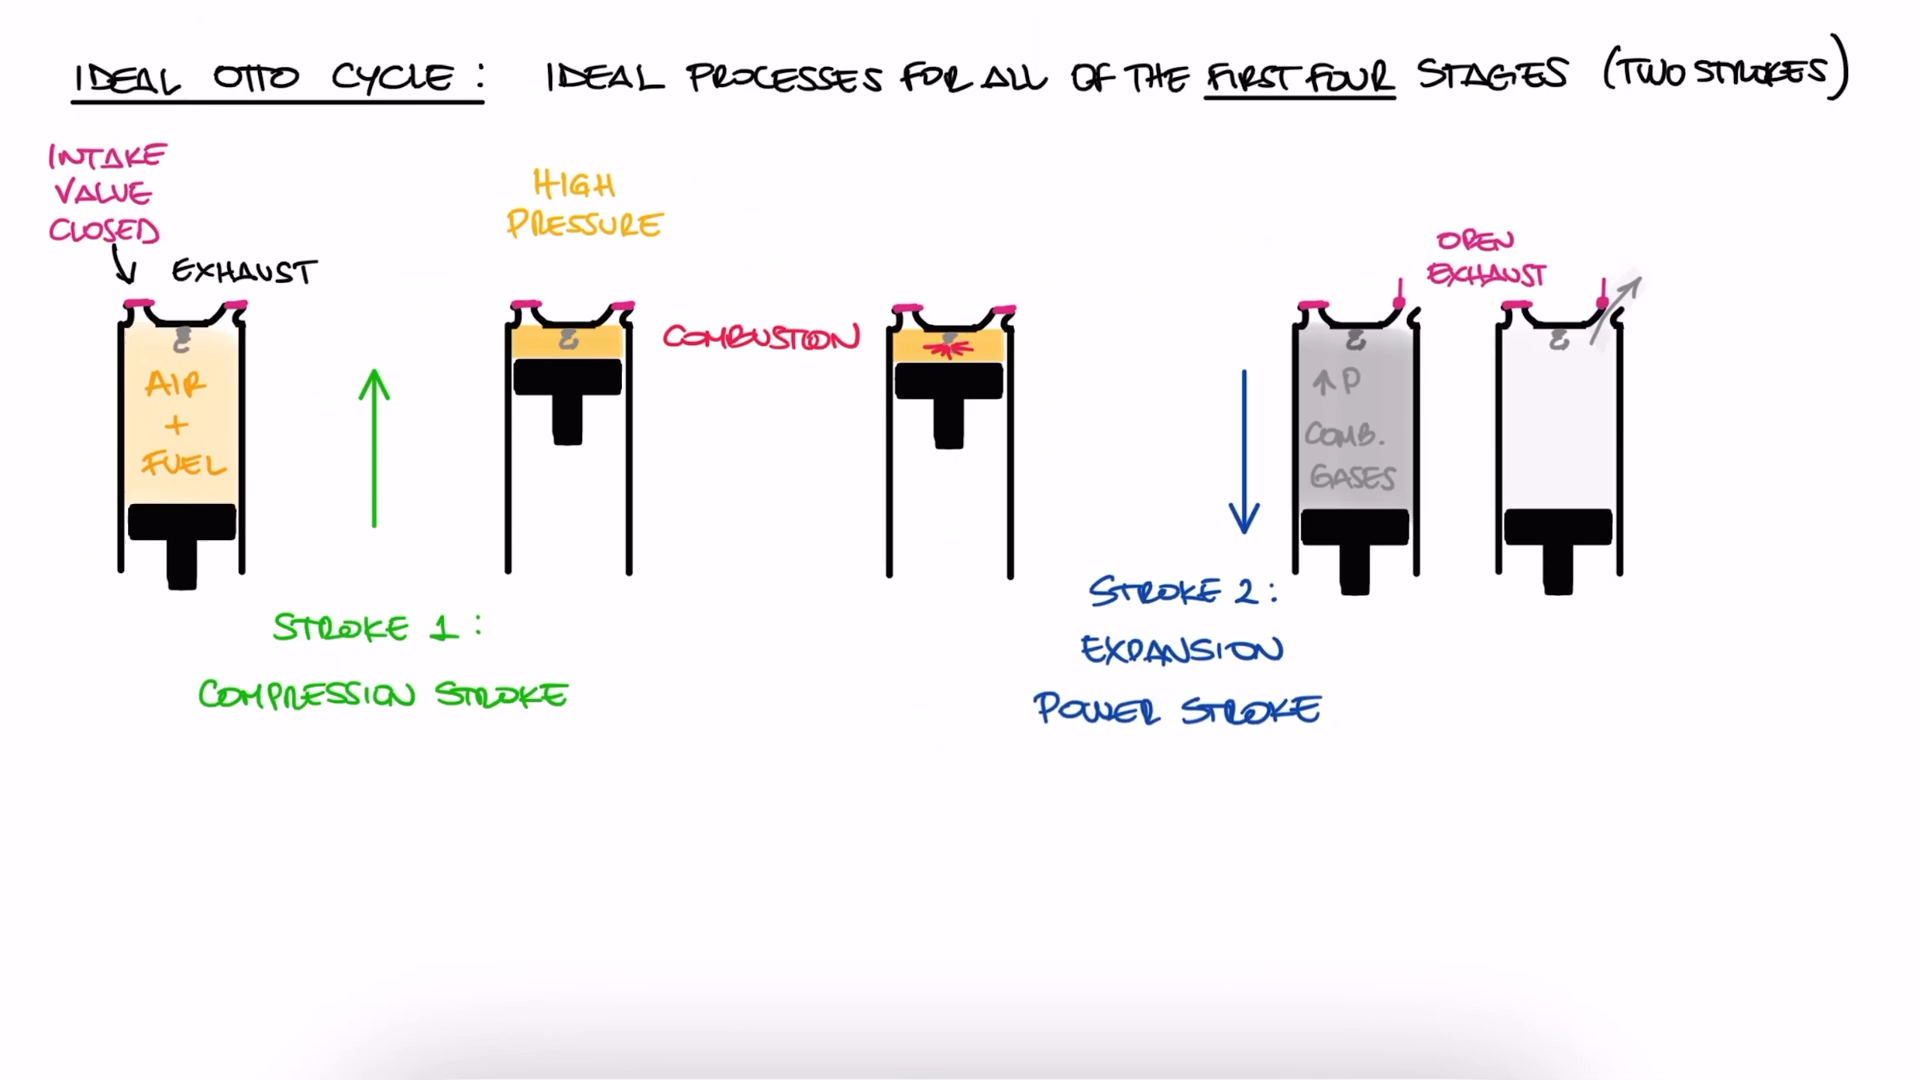 IDEAL OTTO CYCLE: IDEAL PROCESSES FOR ALL OF THE FIRST FOUR STAGES (TWO STROKES)
INTAKE
VALUE
CLOSED
EXHAUST
AIR
+
FUEL
STROKE 1:
COMPRESSION STROKE
HIGH
PRESSURE
COMBUSTION
STROKE 2:
EXPANSION
POWER STROKE
↑P
COMB.
GASES
OPEN
EXHAUST